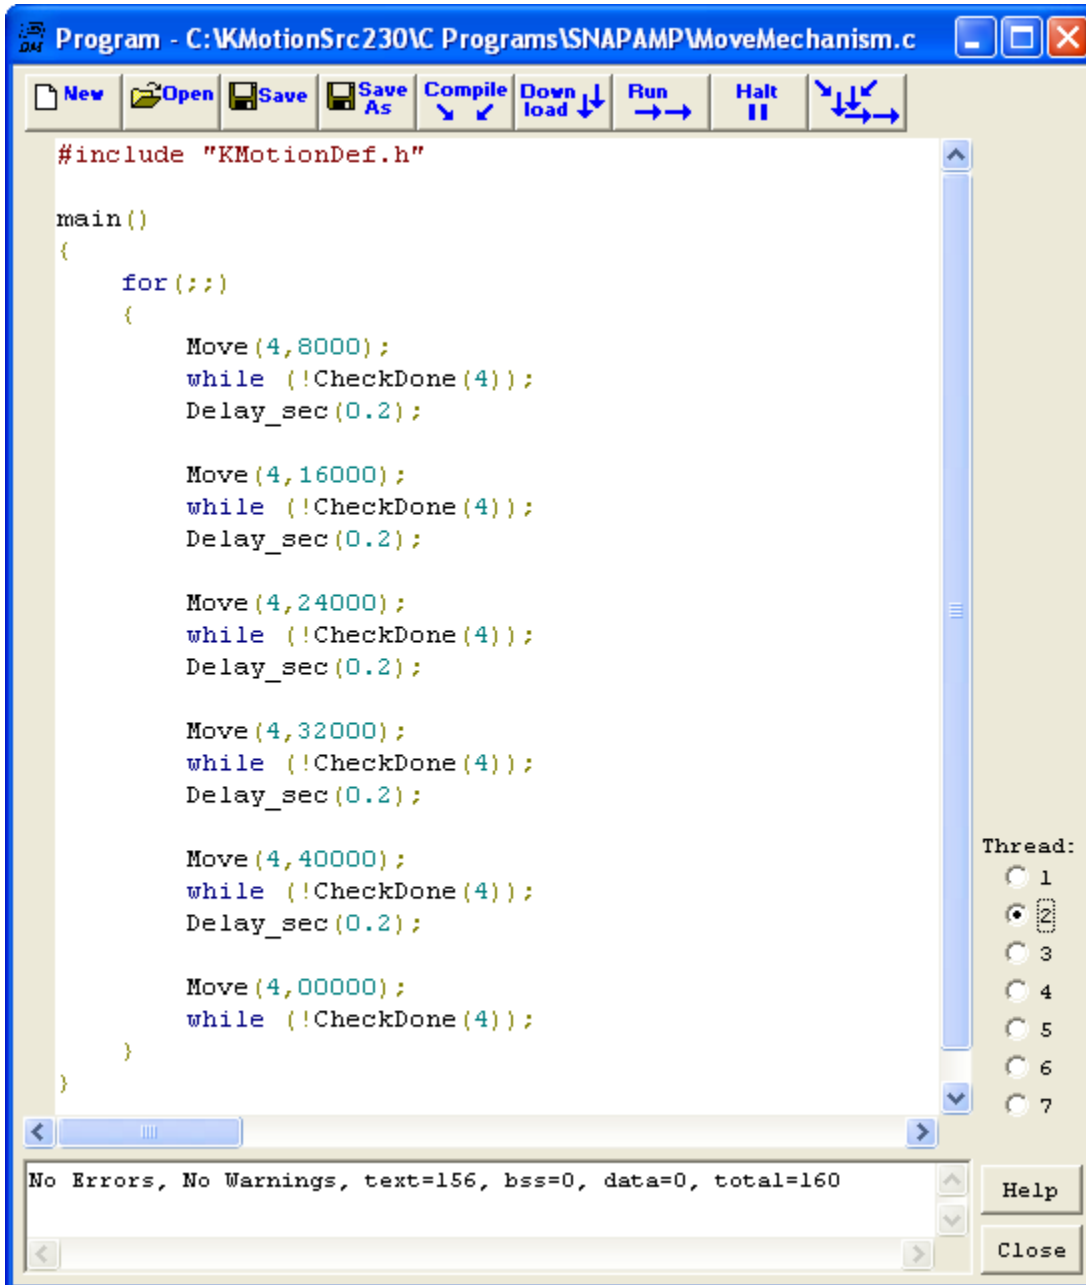 Program - C:\KMotionSrc230\C Programs\SNAPAMP\MoveMechanism.c
New Open Save Save As Compile Down load Run Halt
#include "KMotionDef.h"
main()
{
for(;;)
{
Move(4,8000);
while (!CheckDone(4));
Delay_sec(0.2);
Move(4,16000);
while (!CheckDone(4));
Delay_sec(0.2);
Move(4,24000);
while (!CheckDone(4));
Delay_sec(0.2);
Move(4,32000);
while (!CheckDone(4));
Delay_sec(0.2);
Move(4,40000);
while (!CheckDone(4));
Delay_sec(0.2);
Move(4,00000);
while (!CheckDone(4));
}
}
Thread:
1
2
3
4
5
6
7
No Errors, No Warnings, text=156, bss=0, data=0, total=160
Help
Close